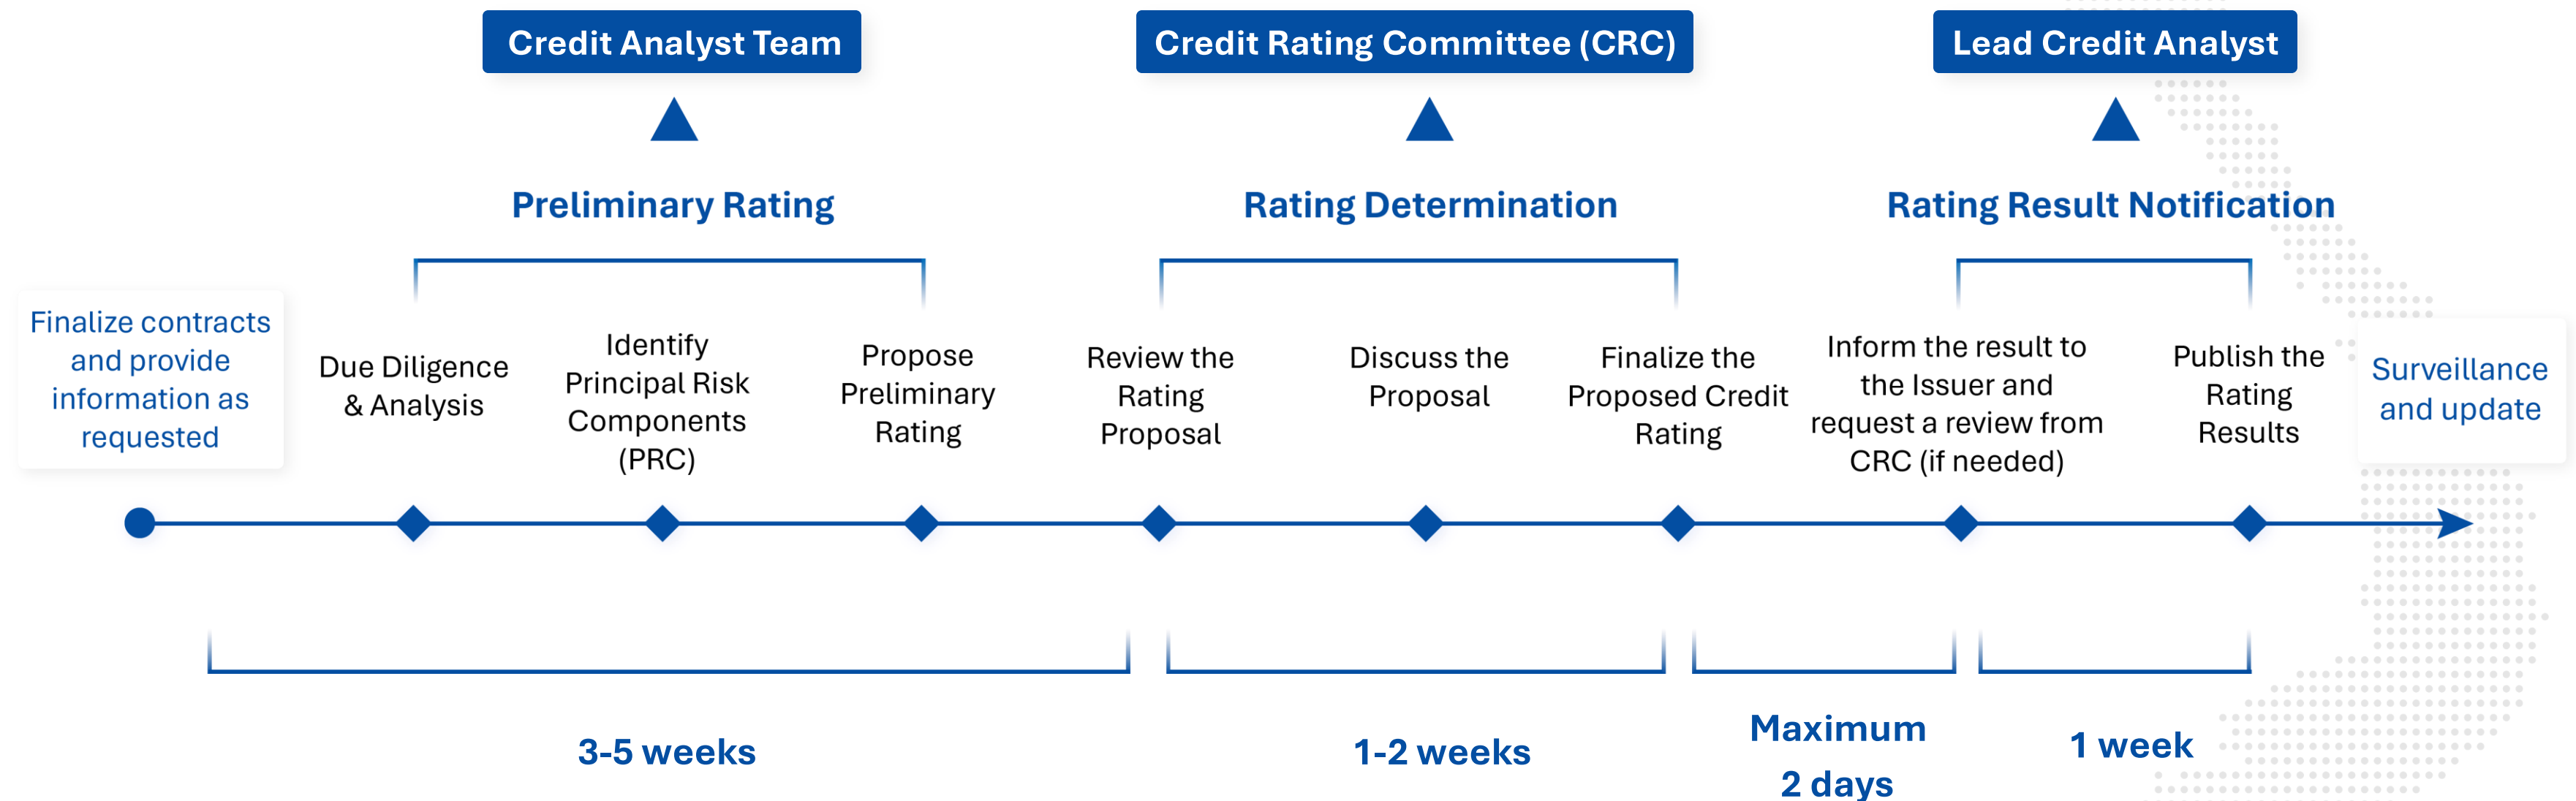 Credit Analyst Team
Credit Rating Committee (CRC)
Lead Credit Analyst
Preliminary Rating
Rating Determination
Rating Result Notification
Finalize contracts
and provide
information as
requested
Due Diligence
& Analysis
Identify
Principal Risk
Components
(PRC)
Propose
Preliminary
Rating
Review the
Rating
Proposal
Discuss the
Proposal
Finalize the
Proposed Credit
Rating
Inform the result to
the Issuer and
request a review from
CRC (if needed)
Publish the
Rating
Results
Surveillance
and update
3-5 weeks
1-2 weeks
Maximum
2 days
1 week